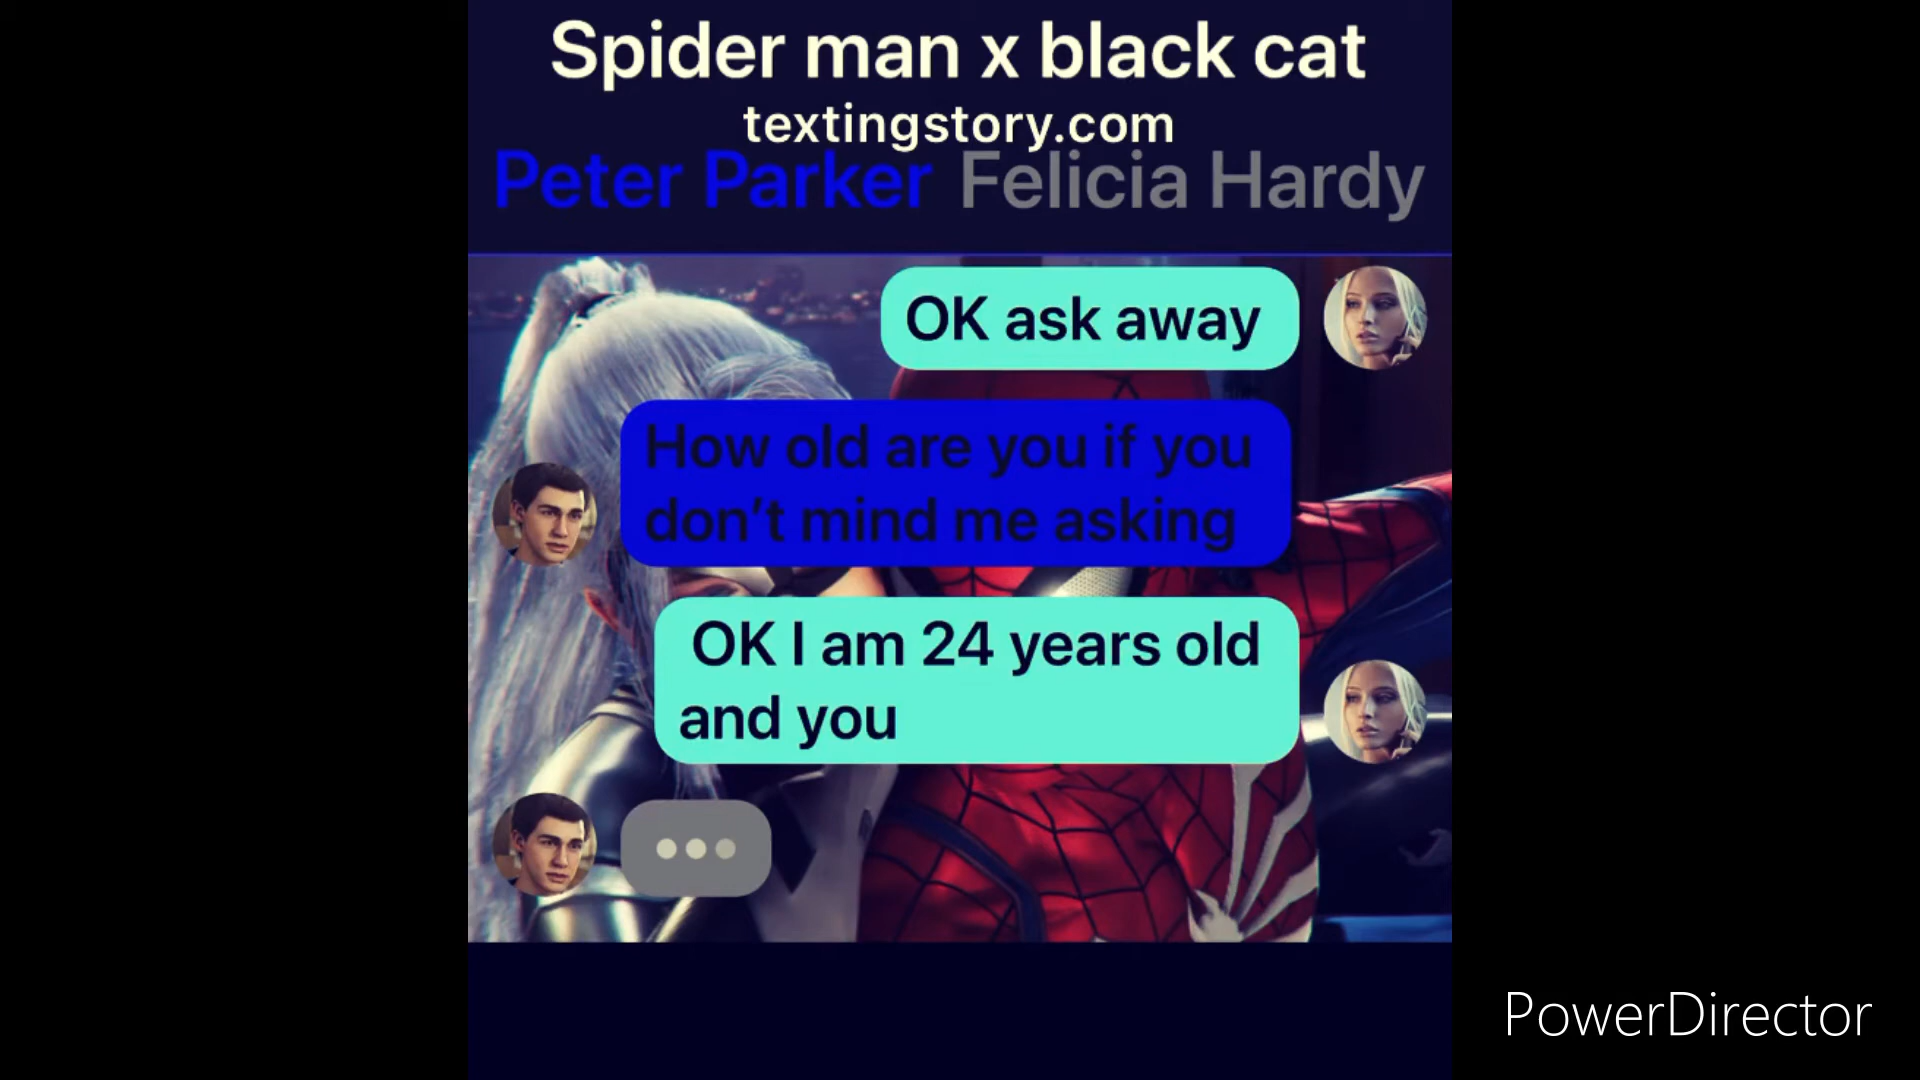 Spider man x black cat
textingstory.com
Peter Parker Felicia Hardy
OK ask away
How old are you if you
don't mind me asking
OK I am 24 years old
and you
PowerDirector